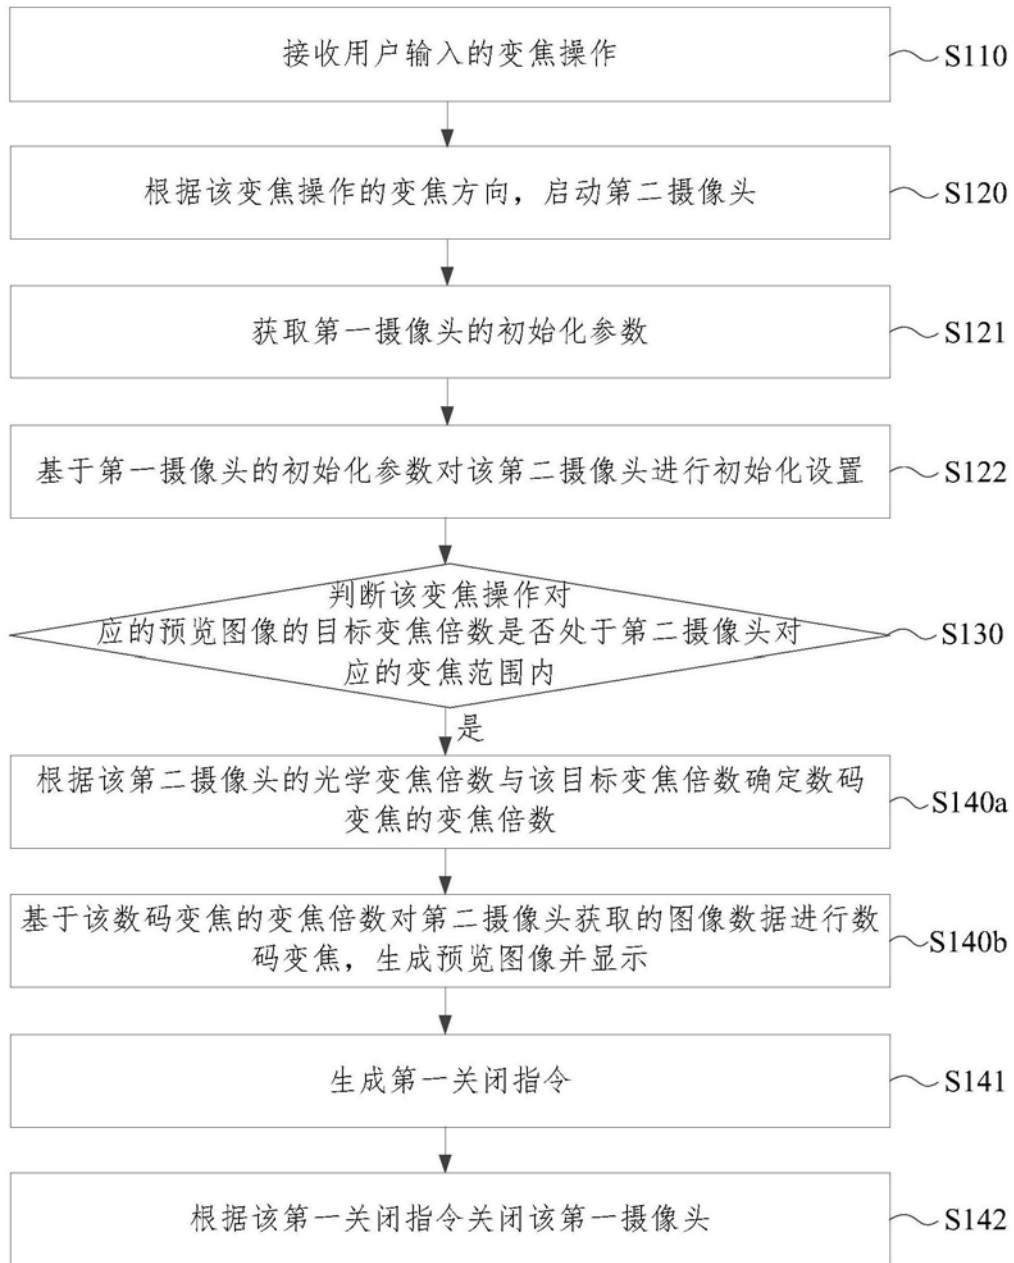 接收用户输入的变焦操作
S110
根据该变焦操作的变焦方向，启动第二摄像头
S120
获取第一摄像头的初始化参数
S121
基于第一摄像头的初始化参数对该第二摄像头进行初始化设置
S122
判断该变焦操作对
应的预览图像的目标变焦倍数是否处于第二摄像头对
应的变焦范围内
S130
是
根据该第二摄像头的光学变焦倍数与该目标变焦倍数确定数码
变焦的变焦倍数
S140a
基于该数码变焦的变焦倍数对第二摄像头获取的图像数据进行数
码变焦，生成预览图像并显示
S140b
生成第一关闭指令
S141
根据该第一关闭指令关闭该第一摄像头
S142